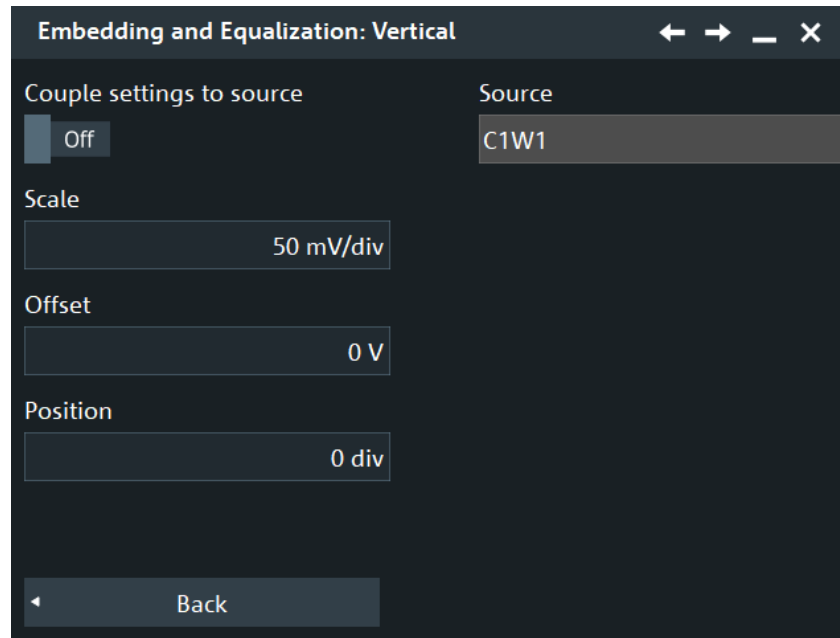 Embedding and Equalization: Vertical
Couple settings to source
Off
Source
C1W1
Scale
50 mV/div
Offset
0 V
Position
0 div
Back